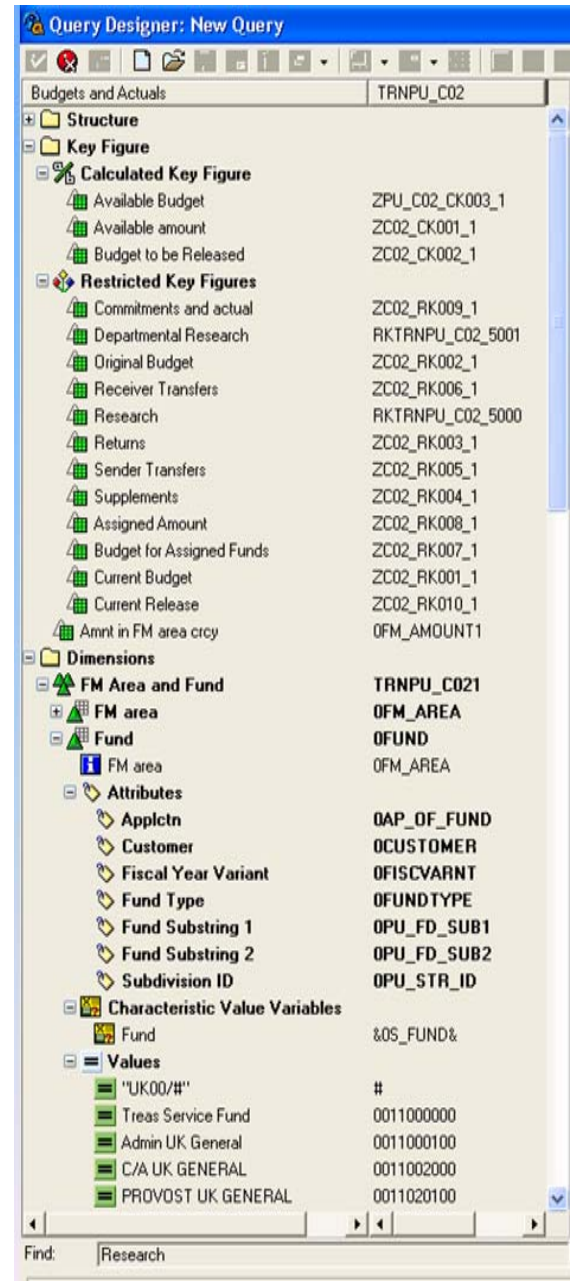 Query Designer: New Query
Budgets and Actuals TRNPU_C02
Structure
Key Figure
Calculated Key Figure
Available Budget ZPU_C02_CK003_1
Available amount ZC02_CK001_1
Budget to be Released ZC02_CK002_1
Restricted Key Figures
Commitments and actual ZC02_RK009_1
Departmental Research RKTRNPU_C02_5001
Original Budget ZC02_RK002_1
Receiver Transfers ZC02_RK006_1
Research RKTRNPU_C02_5000
Returns ZC02_RK003_1
Sender Transfers ZC02_RK005_1
Supplements ZC02_RK004_1
Assigned Amount ZC02_RK008_1
Budget for Assigned Funds ZC02_RK007_1
Current Budget ZC02_RK001_1
Current Release ZC02_RK010_1
Amnt in FM area crcy 0FM_AMOUNT1
Dimensions
FM Area and Fund TRNPU_C021
FM area 0FM_AREA
Fund 0FUND
FM area 0FM_AREA
Attributes
Applctn 0AP_OF_FUND
Customer 0CUSTOMER
Fiscal Year Variant 0FISCVARNT
Fund Type 0FUNDTYPE
Fund Substring 1 0PU_FD_SUB1
Fund Substring 2 0PU_FD_SUB2
Subdivision ID 0PU_STR_ID
Characteristic Value Variables
Fund &0S_FUND&
Values
"UK00/#" #
Treas Service Fund 0011000000
Admin UK General 0011000100
C/A UK GENERAL 0011002000
PROVOST UK GENERAL 0011020100
Find: Research